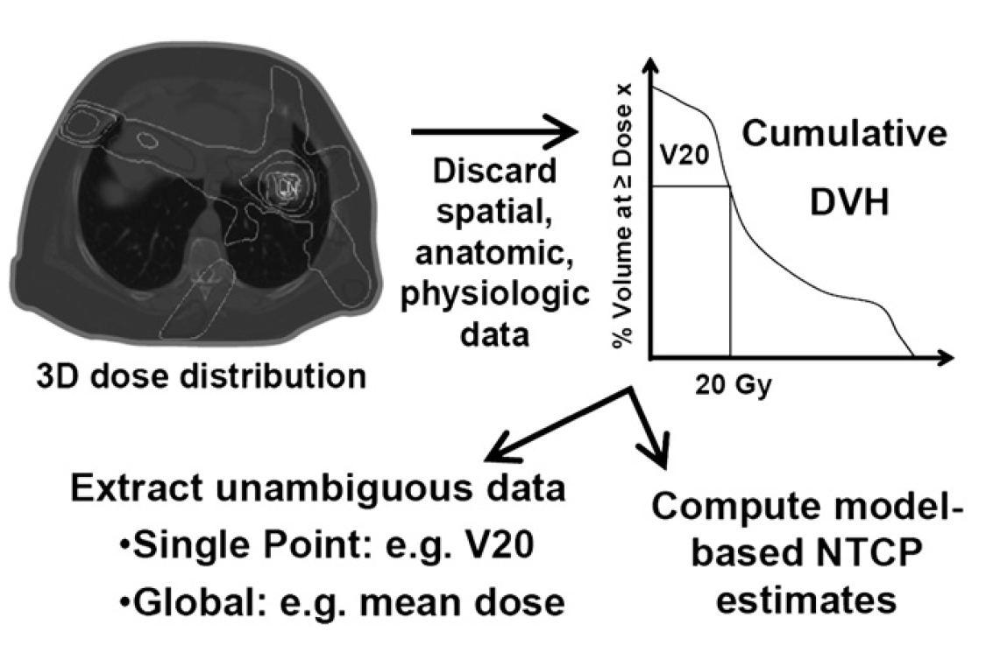 Discard
spatial,
anatomic,
physiologic
data
3D dose distribution
% Volume at ≥ Dose x
V20
Cumulative
DVH
20 Gy
Extract unambiguous data
•Single Point: e.g. V20
•Global: e.g. mean dose
Compute model-
based NTCP
estimates